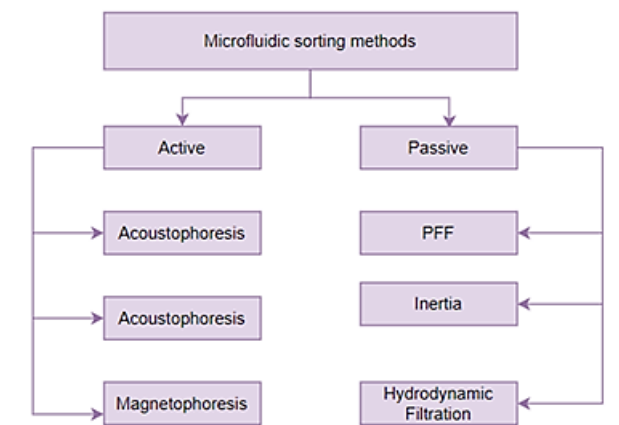 Microfluidic sorting methods
Active
Passive
Acoustophoresis
PFF
Acoustophoresis
Inertia
Magnetophoresis
Hydrodynamic
Filtration